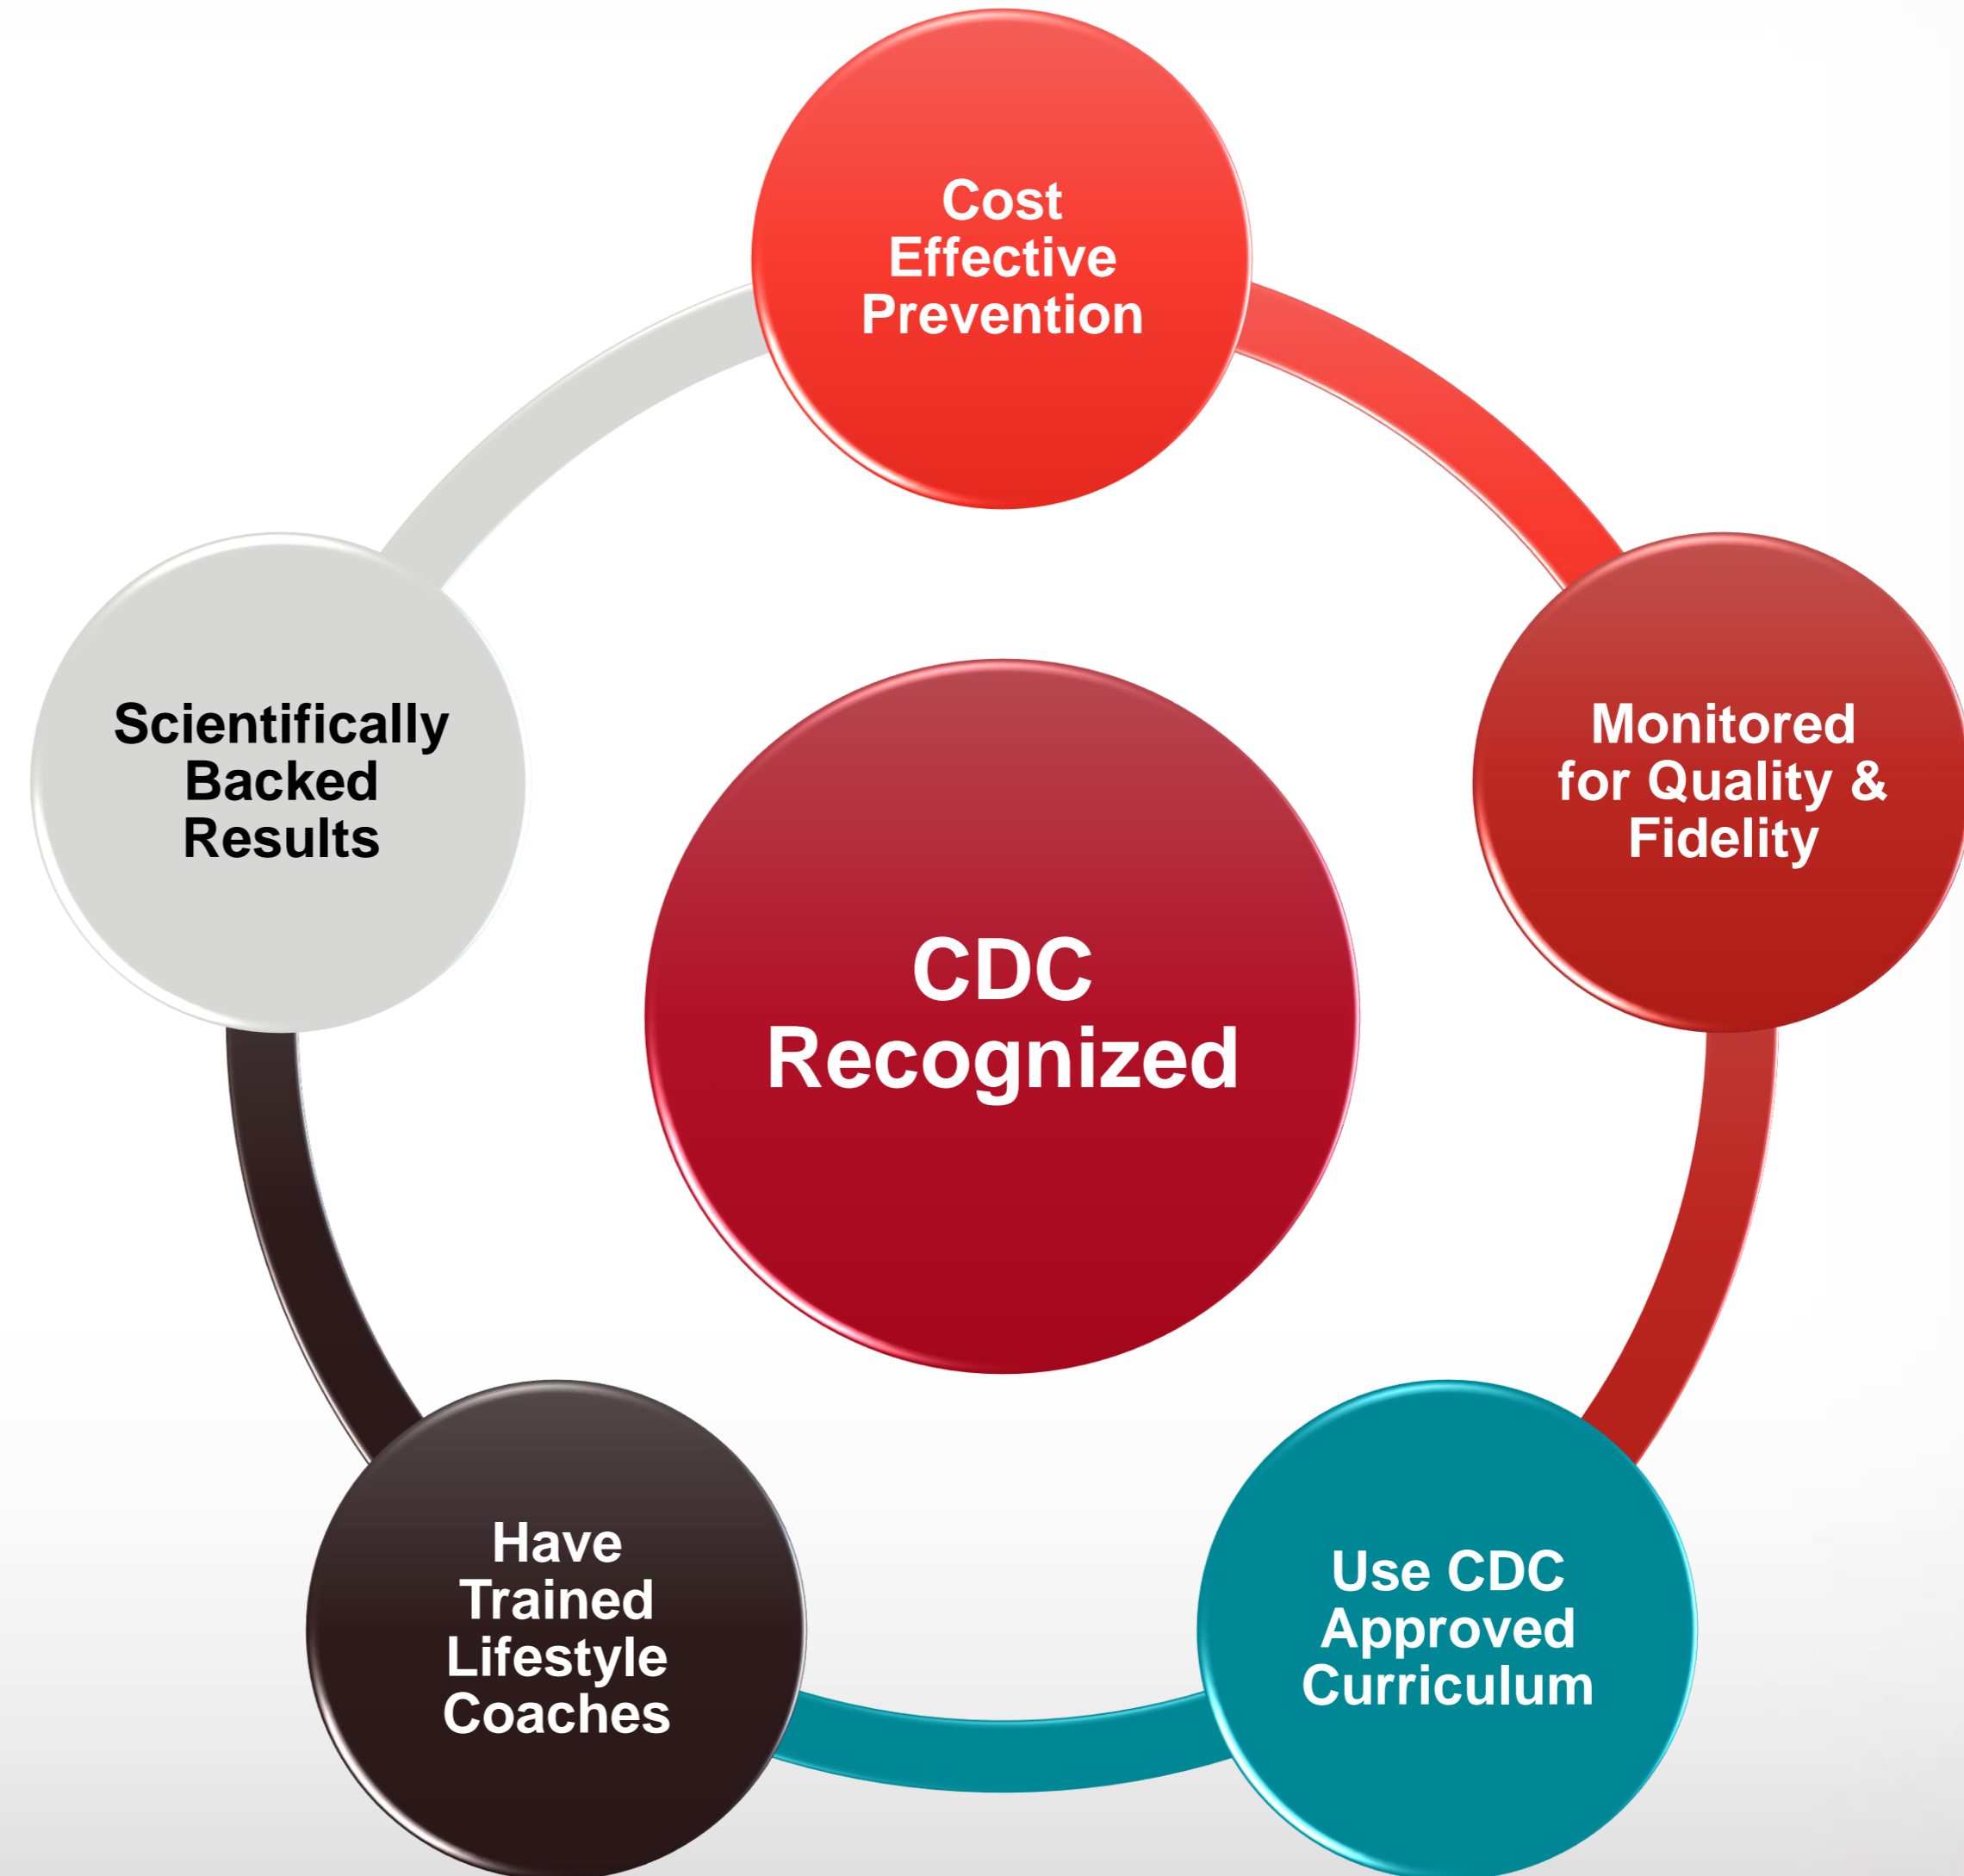 Cost
Effective
Prevention
Scientifically
Backed
Results
Monitored
for Quality &
Fidelity
CDC
Recognized
Have
Trained
Lifestyle
Coaches
Use CDC
Approved
Curriculum